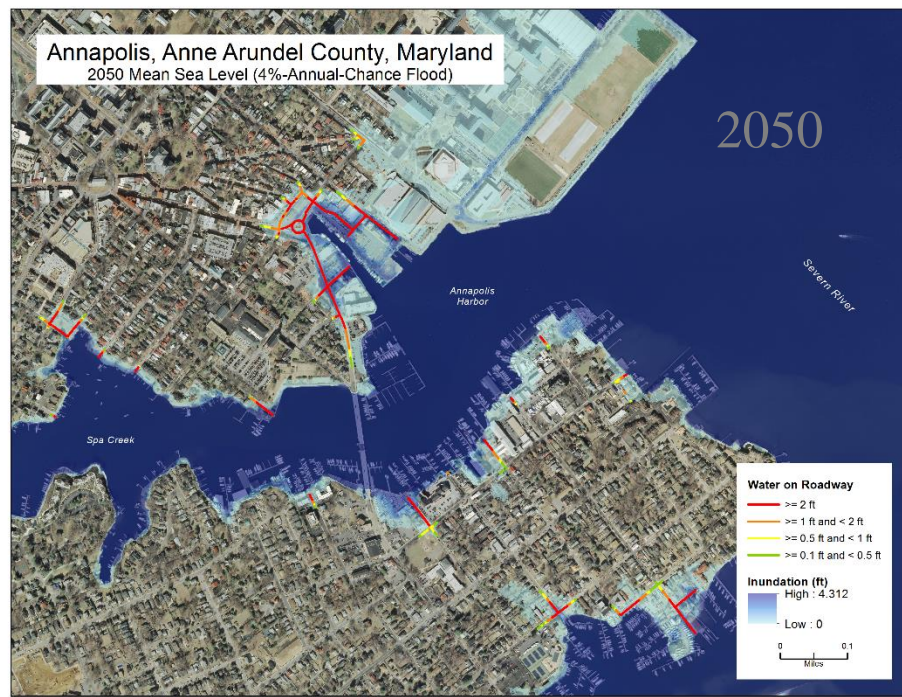 Annapolis, Anne Arundel County, Maryland
2050 Mean Sea Level (4%-Annual-Chance Flood)
2050
Severn River
Annapolis
Harbor
Spa Creek
Water on Roadway
>= 2 ft
>= 1 ft and < 2 ft
>= 0.5 ft and < 1 ft
>= 0.1 ft and < 0.5 ft
Inundation (ft)
High : 4.312
Low : 0
0 0.1
Miles